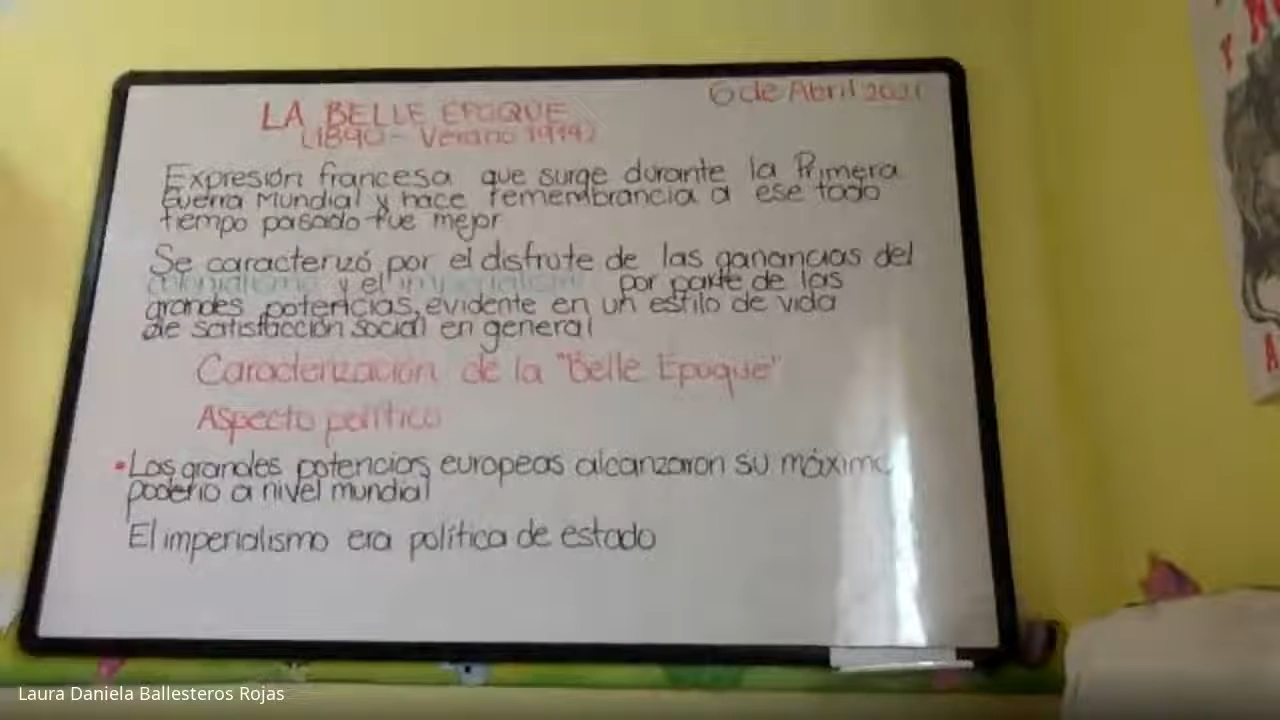 6 de Abril 2021
LA BELLE EPOQUE
(1890 - Verano 1914)
Expresión francesa que surge durante la Primera
Guerra Mundial y hace remembranza a ese todo
tiempo pasado fue mejor
Se caracterizó por el disfrute de las ganancias del
colonialismo y el imperialismo por parte de las
grandes potencias, evidente en un estilo de vida
de satisfacción social en general
Caracterización de la "Belle Epoque"
Aspecto político
• Las grandes potencias europeas alcanzaron su máximo
poderío a nivel mundial
El imperialismo era política de estado
Laura Daniela Ballesteros Rojas